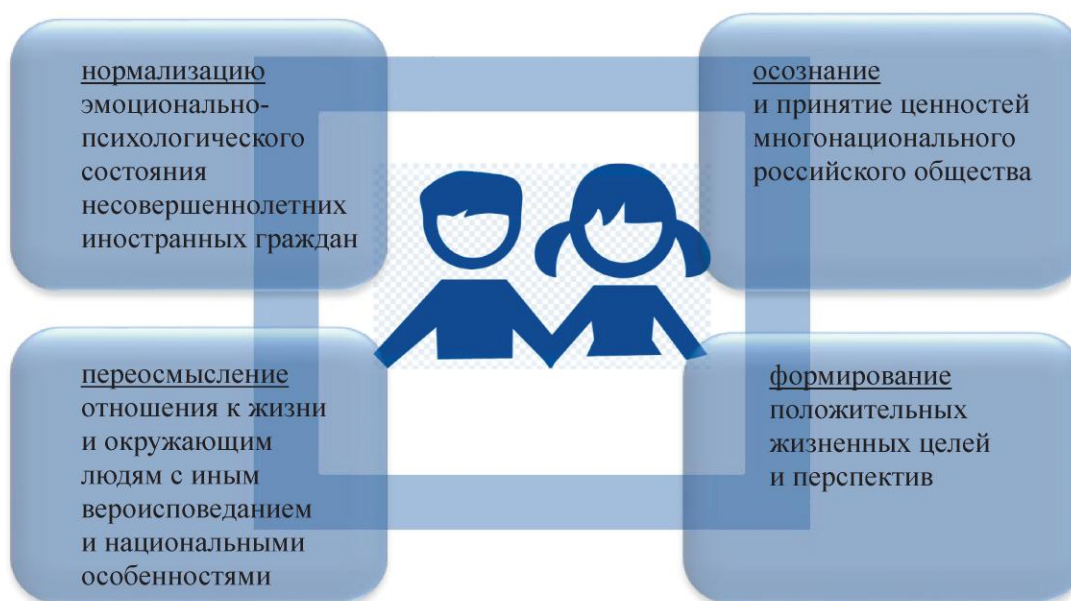 нормализацию
эмоционально-
психологического
состояния
несовершеннолетних
иностранных граждан
осознание
и принятие ценностей
многонационального
российского общества
переосмысление
отношения к жизни
и окружающим
людям с иным
вероисповеданием
и национальными
особенностями
формирование
положительных
жизненных целей
и перспектив